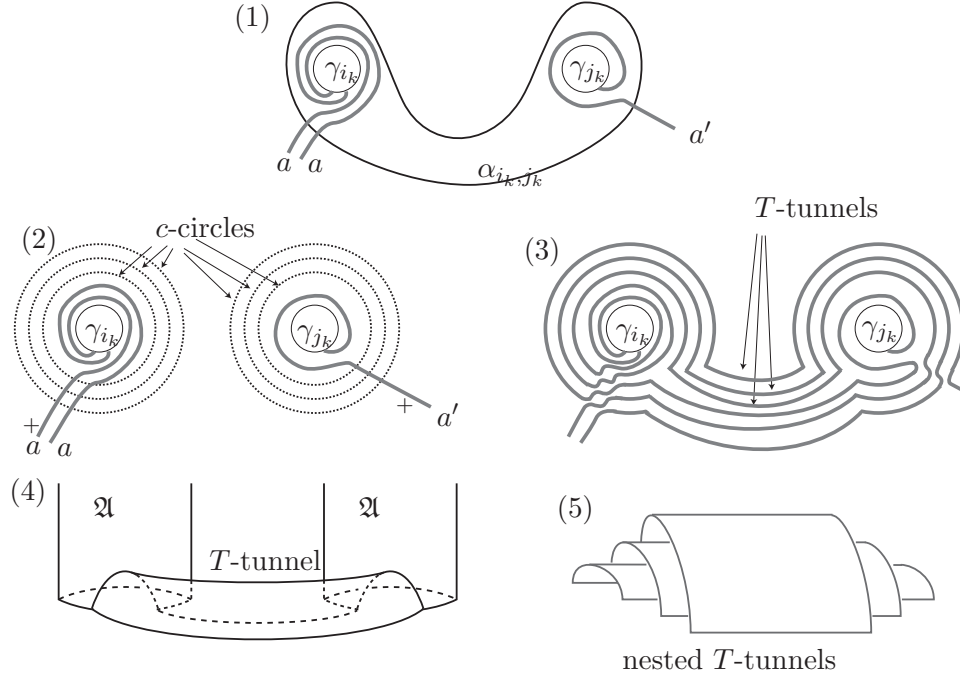 (1)
γ_{i_k}
γ_{j_k}
a a
a′
α_{i_k,j_k}
(2)
c-circles
γ_{i_k}
γ_{j_k}
+
a a
+
a′
(3)
T-tunnels
γ_{i_k}
γ_{j_k}
(4)
𝔄
𝔄
T-tunnel
(5)
nested T-tunnels